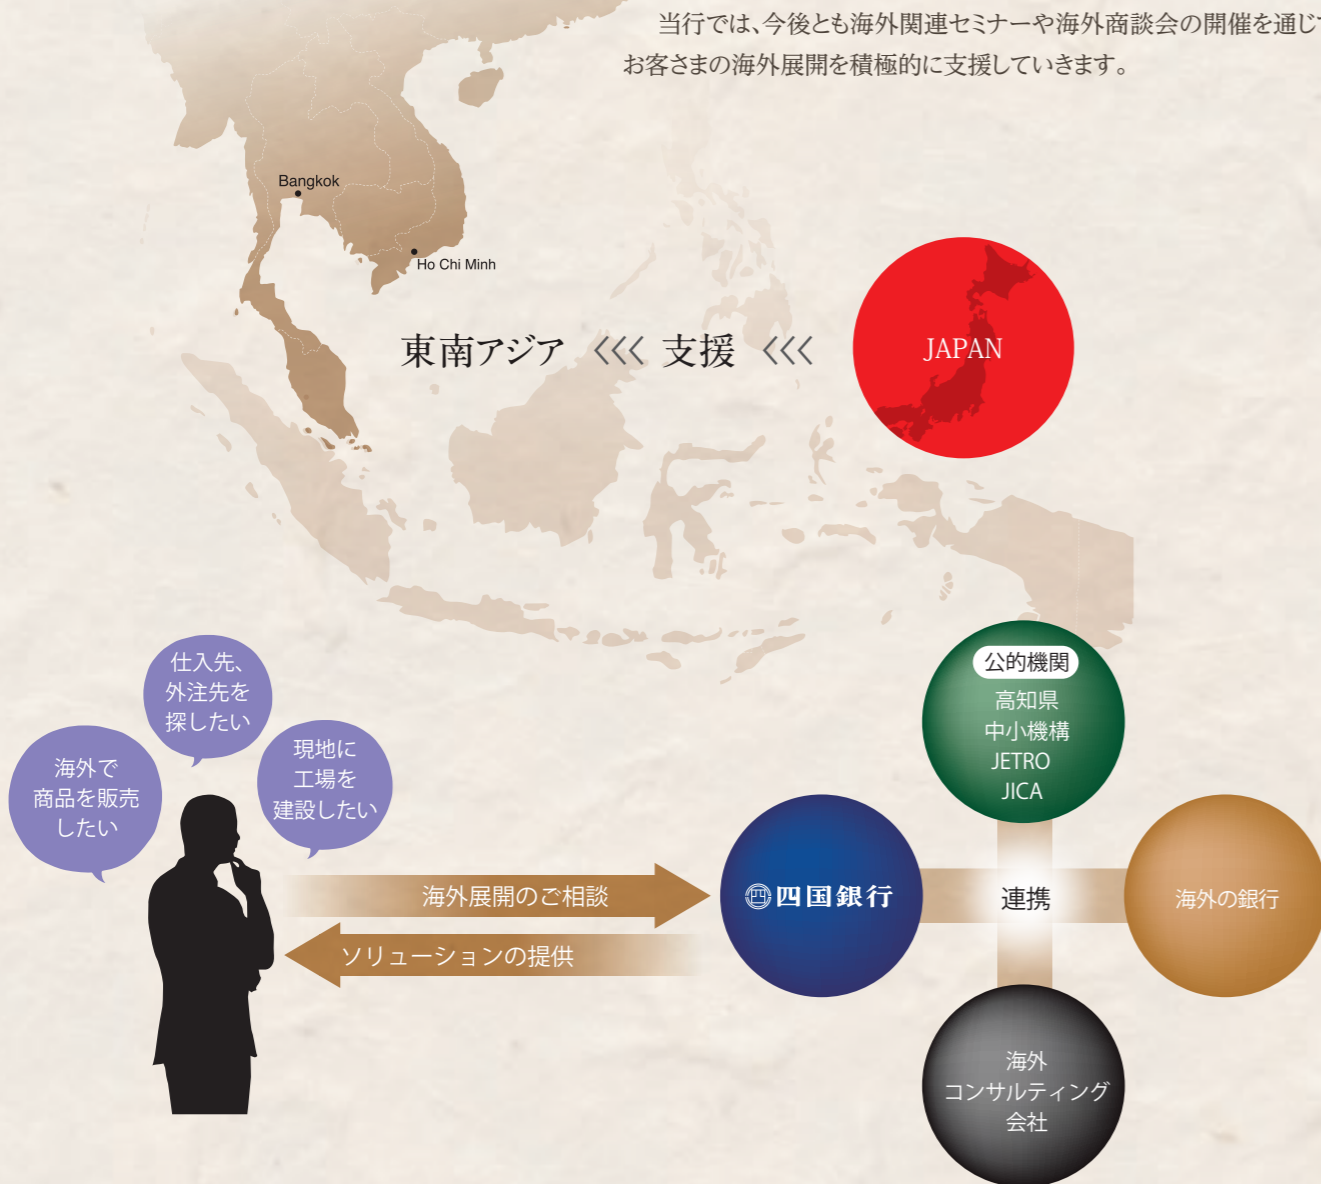 当行では、今後とも海外関連セミナーや海外商談会の開催を通じ
お客さまの海外展開を積極的に支援していきます。
Bangkok
Ho Chi Minh
東南アジア 〈〈〈 支援 〈〈〈 JAPAN
仕入先、
外注先を
探したい
海外で
商品を販売
したい
現地に
工場を
建設したい
公的機関
高知県
中小機構
JETRO
JICA
海外展開のご相談
ソリューションの提供
四国銀行
連携
海外の銀行
海外
コンサルティング
会社